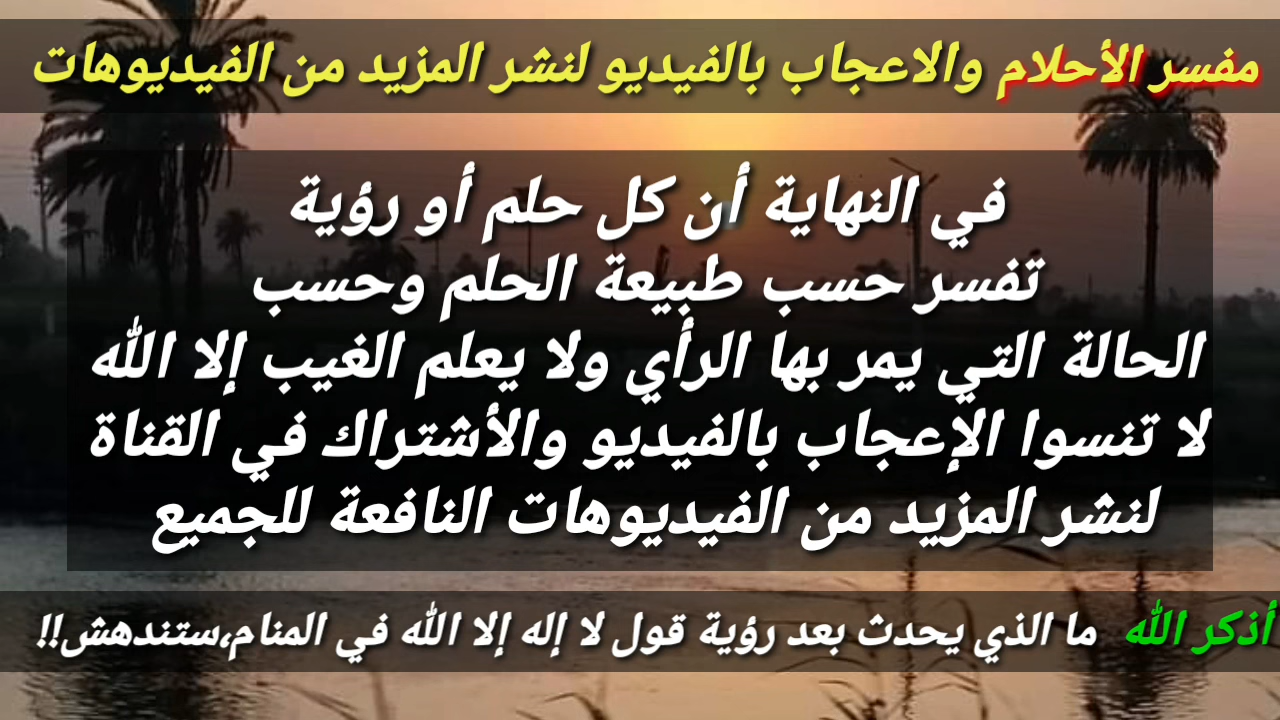 مفسر الأحلام والاعجاب بالفيديو لنشر المزيد من الفيديوهات
في النهاية أن كل حلم أو رؤية
تفسر حسب طبيعة الحلم وحسب
الحالة التي يمر بها الرأي ولا يعلم الغيب إلا الله
لا تنسوا الإعجاب بالفيديو والأشتراك في القناة
لنشر المزيد من الفيديوهات النافعة للجميع
أذكر الله ما الذي يحدث بعد رؤية قول لا إله إلا الله في المنام،ستندهش!!